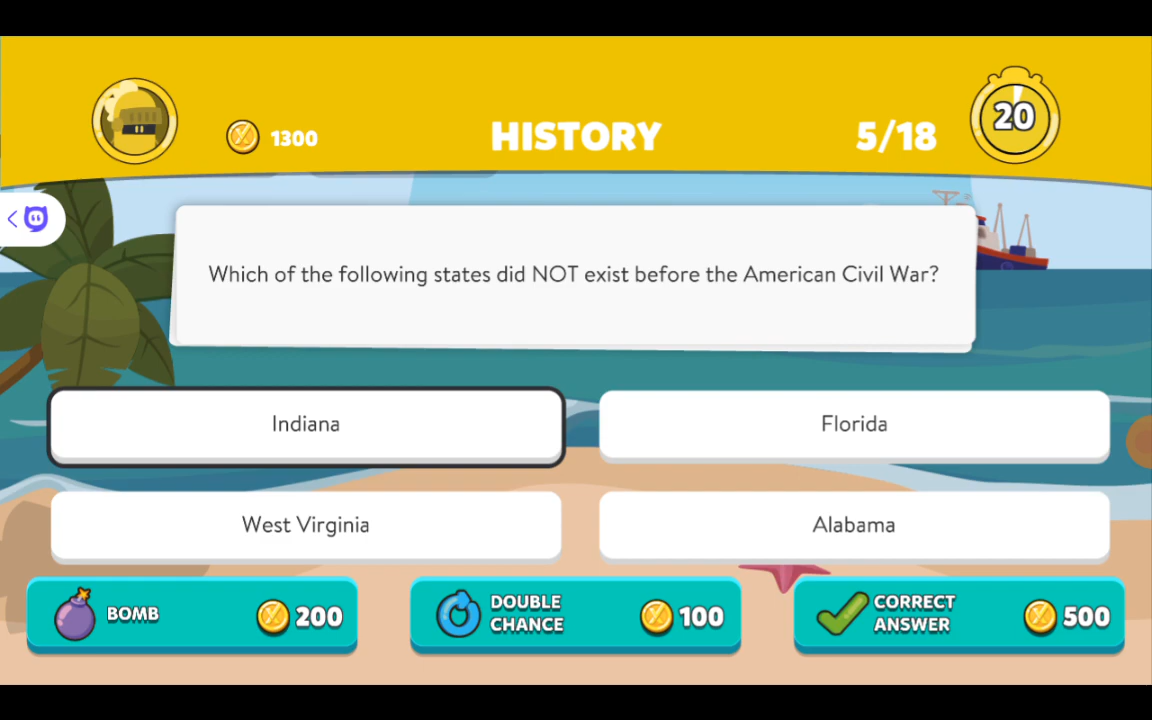 1300
HISTORY
5/18
20
Which of the following states did NOT exist before the American Civil War?
Indiana
Florida
West Virginia
Alabama
BOMB
200
DOUBLE
CHANCE
100
CORRECT
ANSWER
500